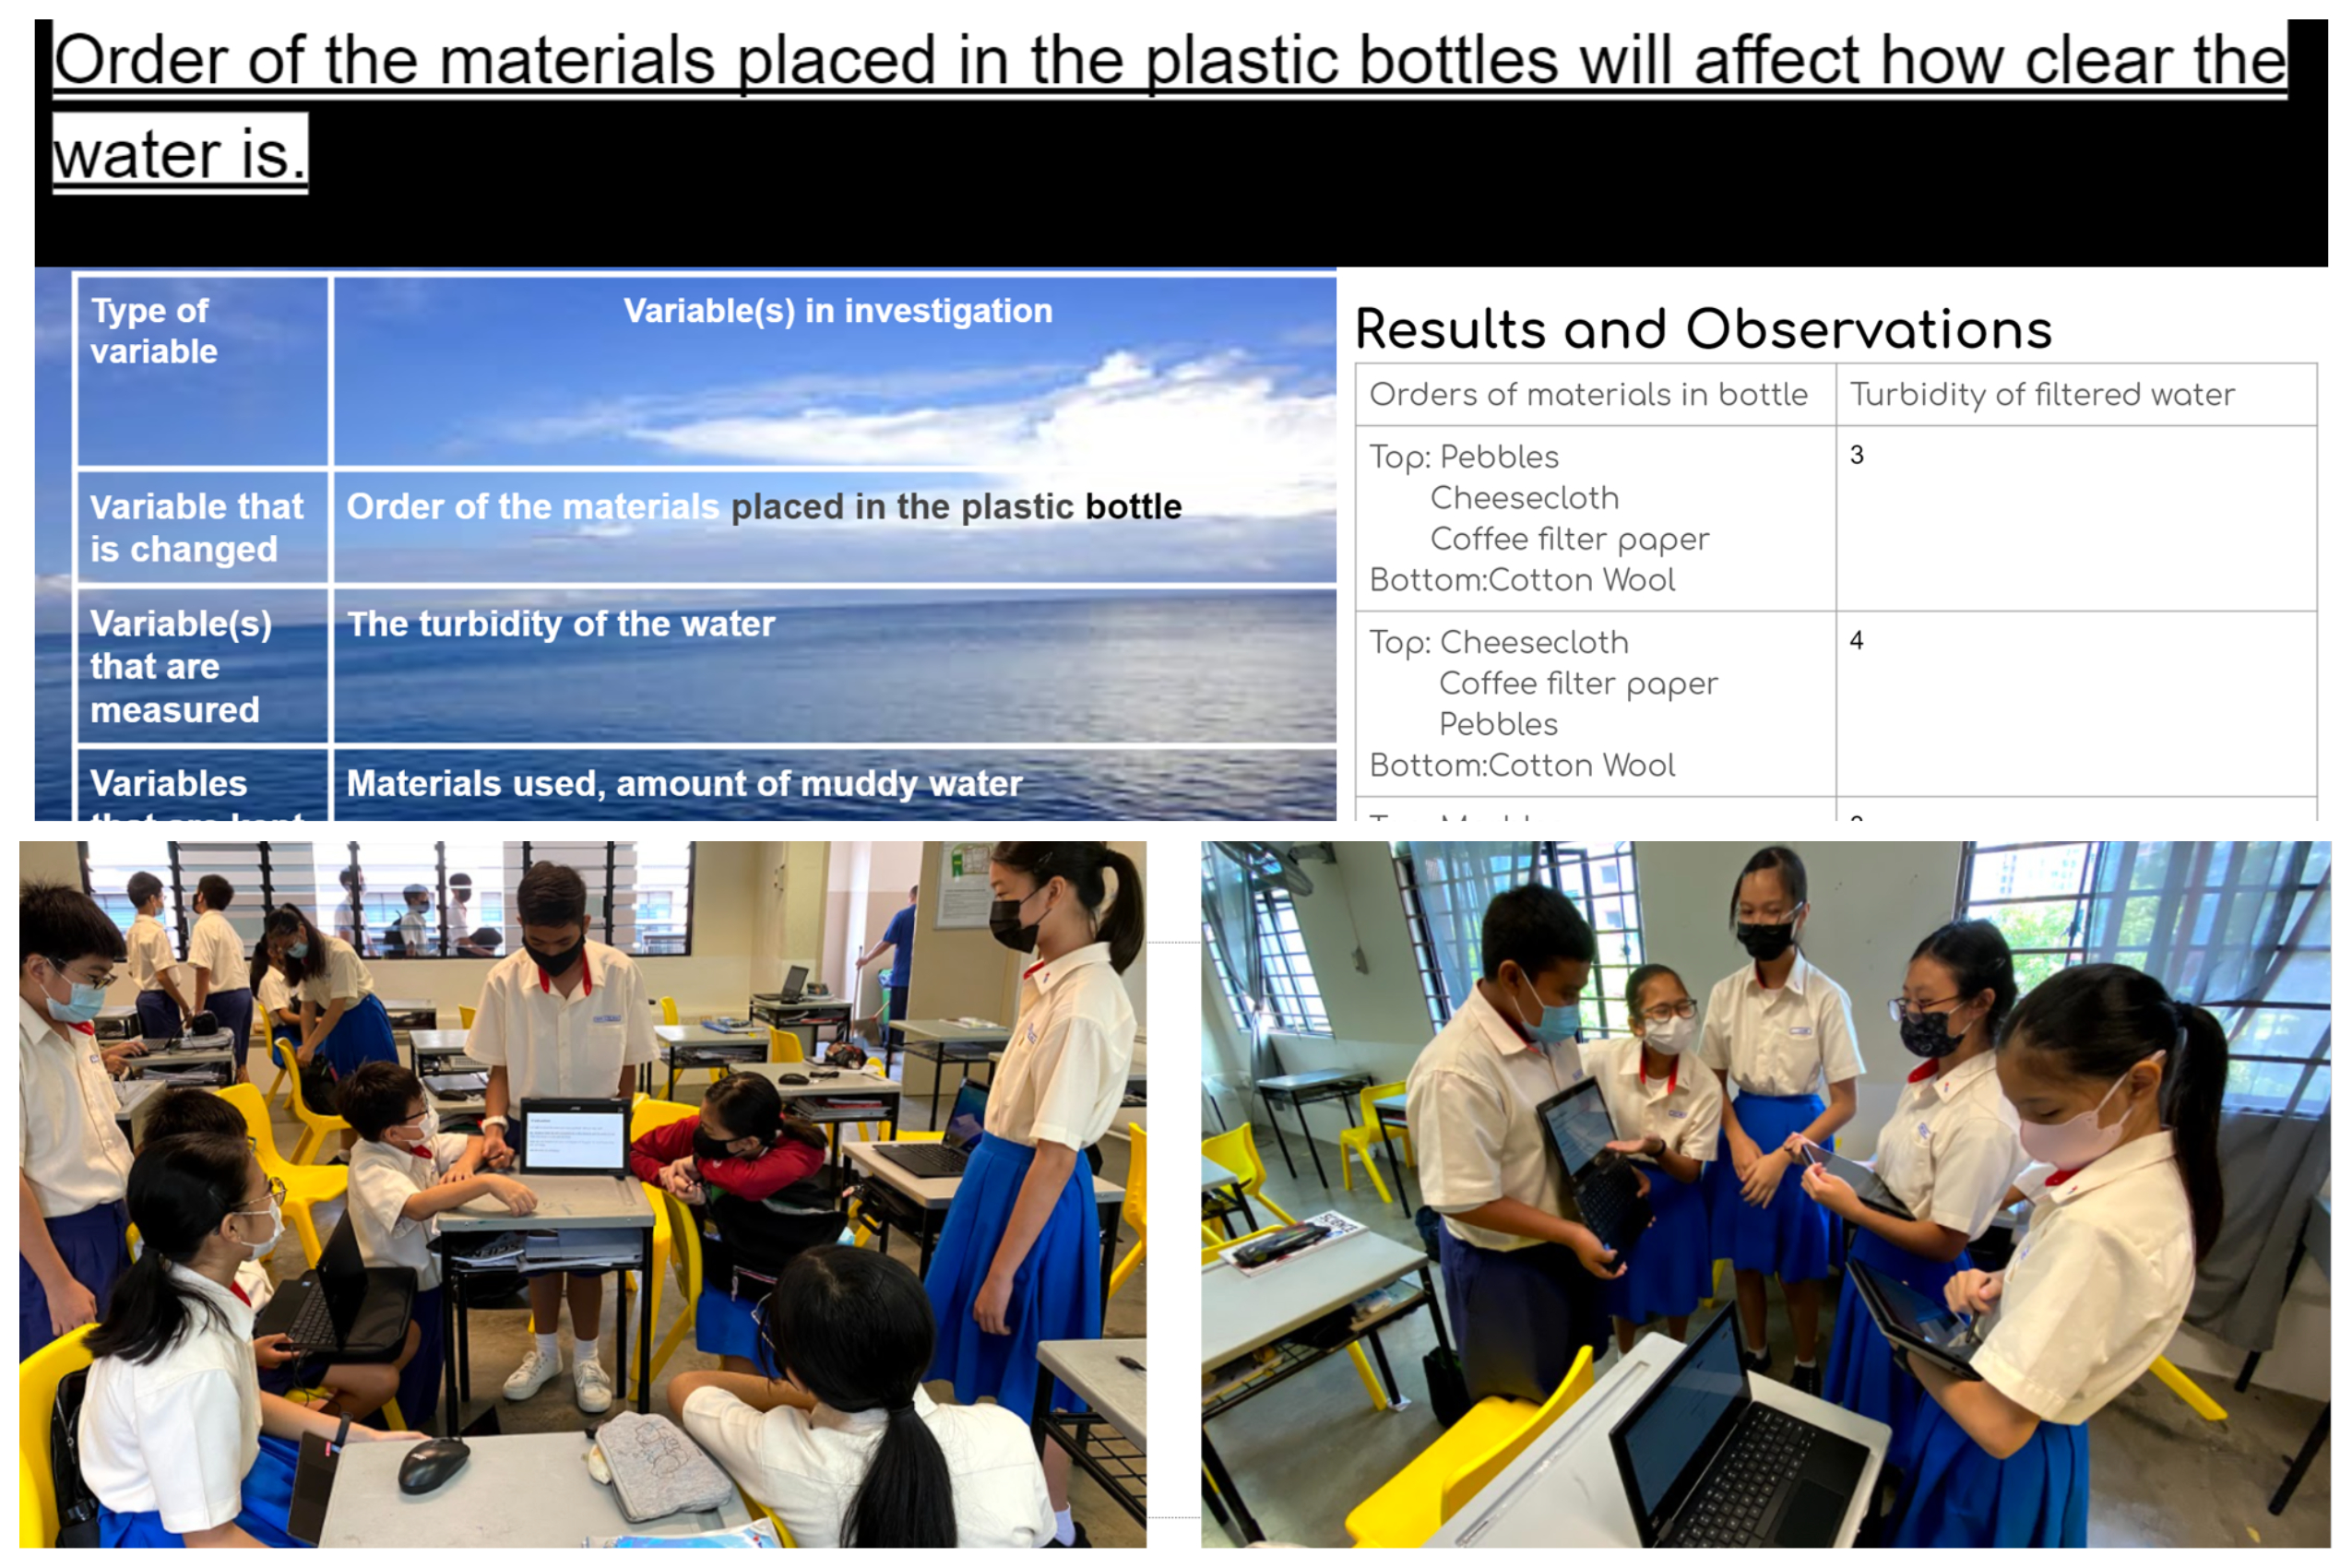 Order of the materials placed in the plastic bottles will affect how clear the
water is.
Type of
variable
Variable(s) in investigation
Variable that
is changed
Order of the materials placed in the plastic bottle
Variable(s)
that are
measured
The turbidity of the water
Variables
that are kept
Materials used, amount of muddy water
Results and Observations
Orders of materials in bottle
Turbidity of filtered water
Top: Pebbles
Cheesecloth
Coffee filter paper
Bottom:Cotton Wool
3
Top: Cheesecloth
Coffee filter paper
Pebbles
Bottom:Cotton Wool
4
SCIENCE